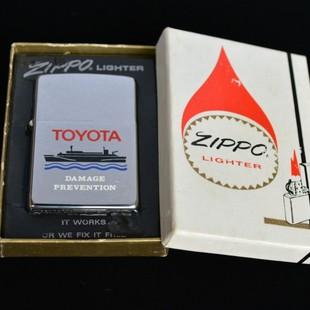 ZIPPO LIGHTER
TOYOTA
DAMAGE
PREVENTION
IT WORKS
OR WE FIX IT FREE
ZIPPO
LIGHTER